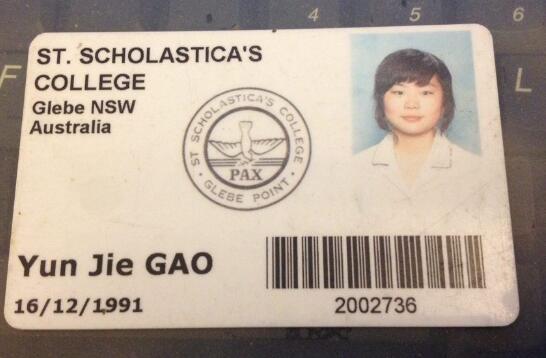 4 5 6
F
L
ST. SCHOLASTICA'S
COLLEGE
Glebe NSW
Australia
ST SCHOLASTICA'S COLLEGE
PAX
· GLEBE POINT ·
Yun Jie GAO
16/12/1991
2002736